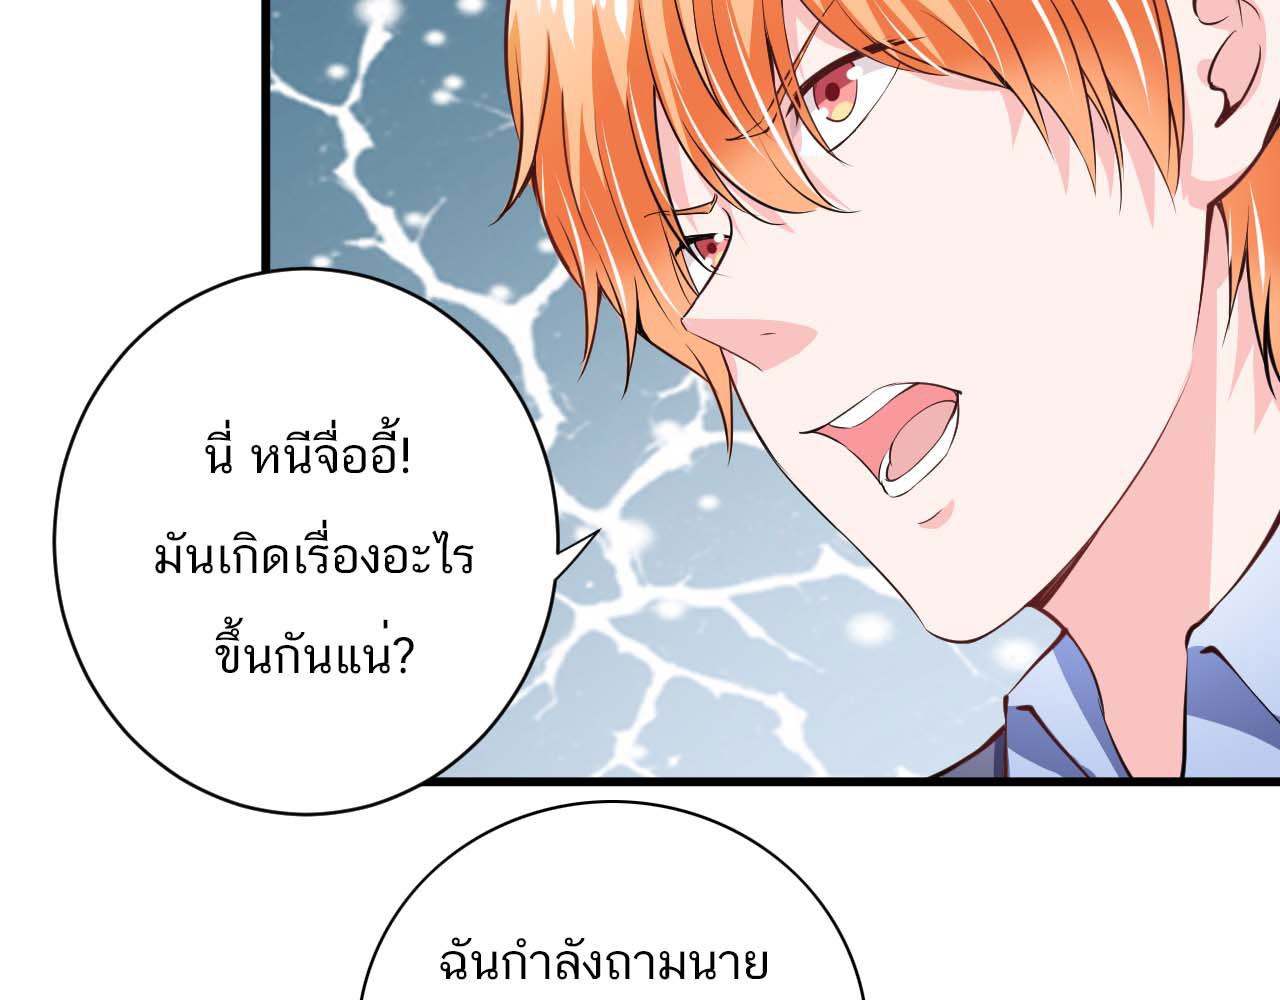 นี่ หนีจื่ออี้!
มันเกิดเรื่องอะไร
ขึ้นกันแน่?
ฉันกำลังถามนาย